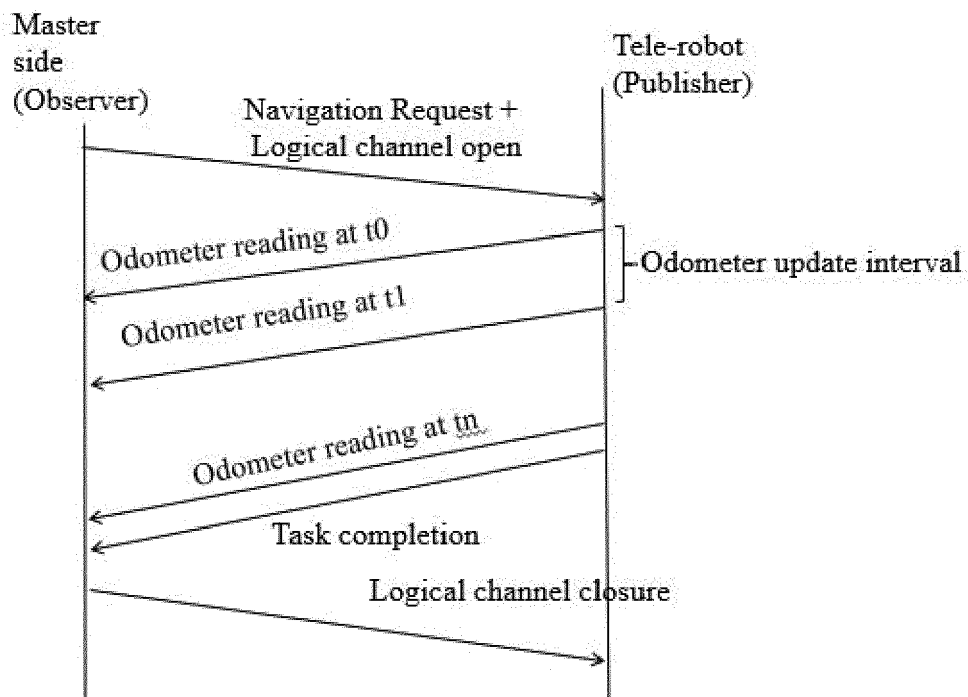 Master
side
(Observer)
Tele-robot
(Publisher)
Navigation Request +
Logical channel open
Odometer reading at t0
Odometer update interval
Odometer reading at t1
Odometer reading at tn
Task completion
Logical channel closure